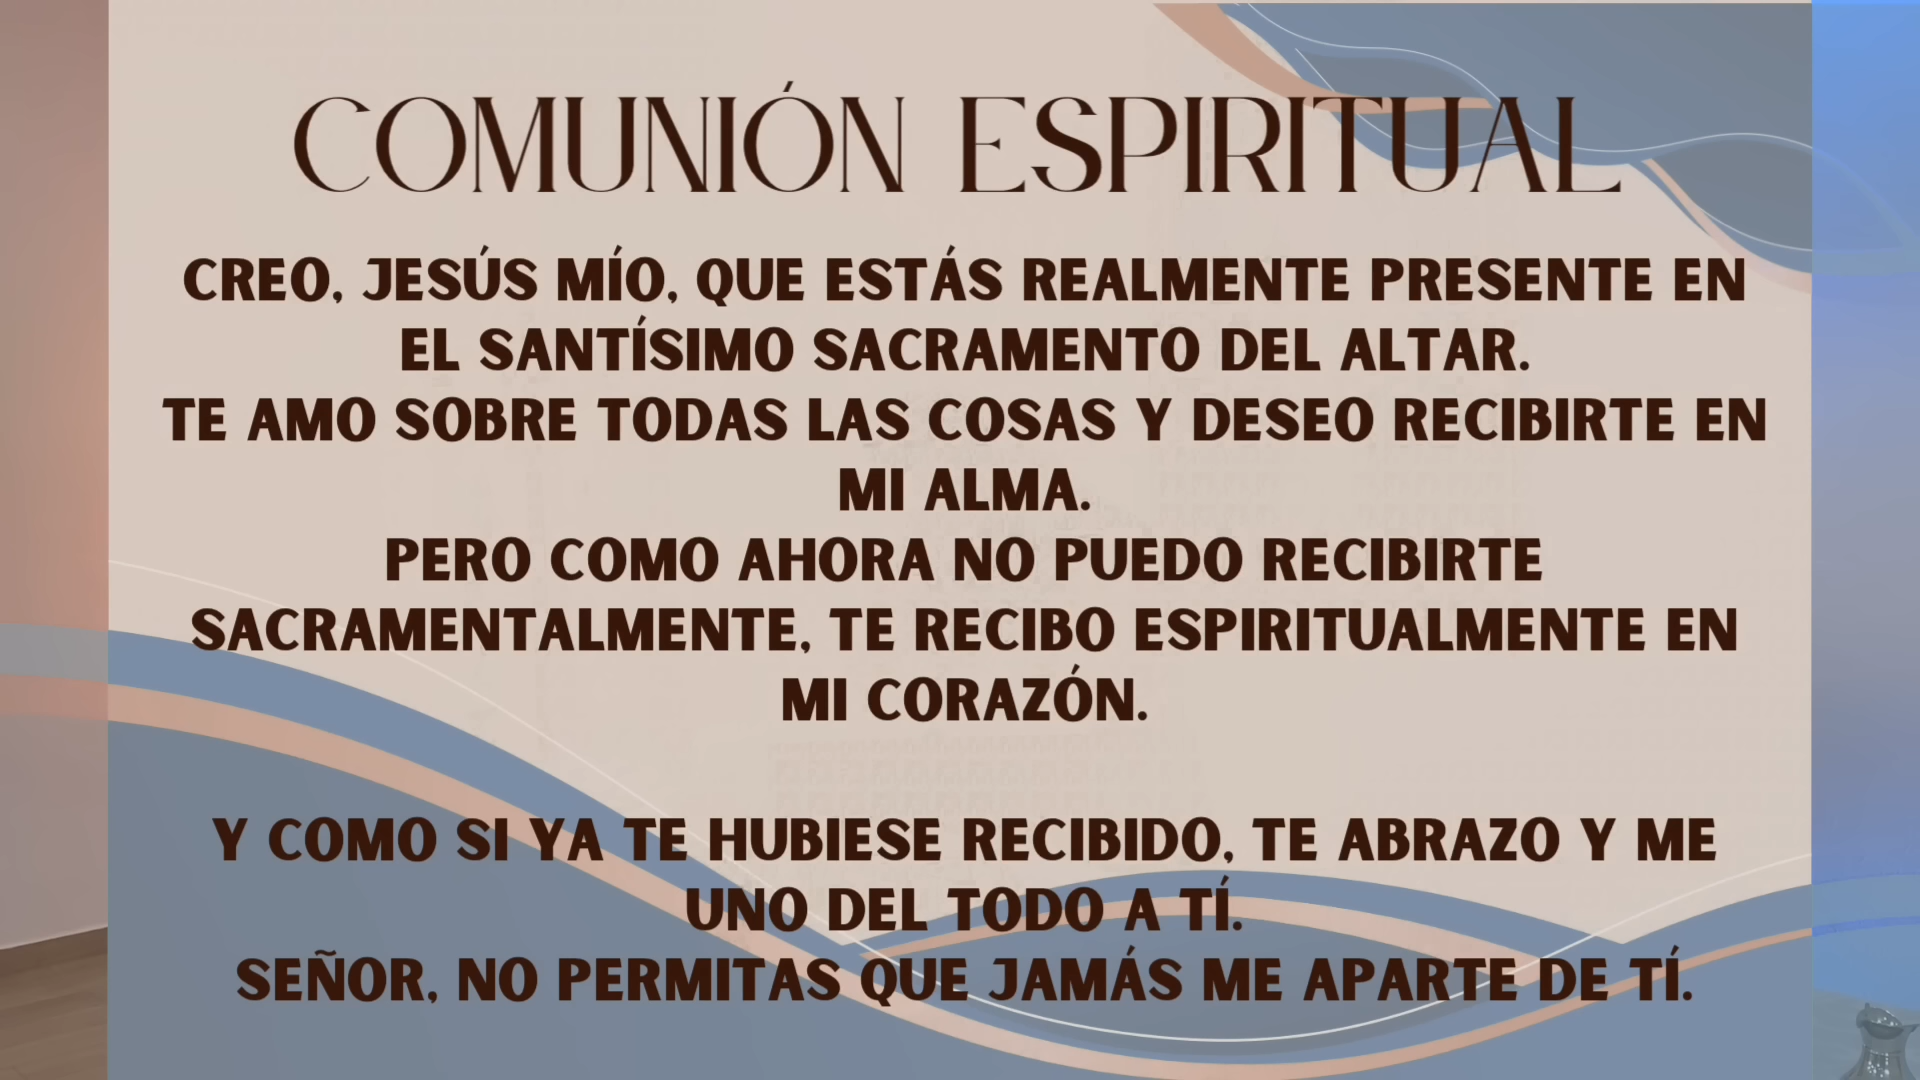 COMUNIÓN ESPIRITUAL
CREO, JESÚS MÍO, QUE ESTÁS REALMENTE PRESENTE EN
EL SANTÍSIMO SACRAMENTO DEL ALTAR.
TE AMO SOBRE TODAS LAS COSAS Y DESEO RECIBIRTE EN
MI ALMA.
PERO COMO AHORA NO PUEDO RECIBIRTE
SACRAMENTALMENTE, TE RECIBO ESPIRITUALMENTE EN
MI CORAZÓN.
Y COMO SI YA TE HUBIESE RECIBIDO, TE ABRAZO Y ME
UNO DEL TODO A TÍ.
SEÑOR, NO PERMITAS QUE JAMÁS ME APARTE DE TÍ.